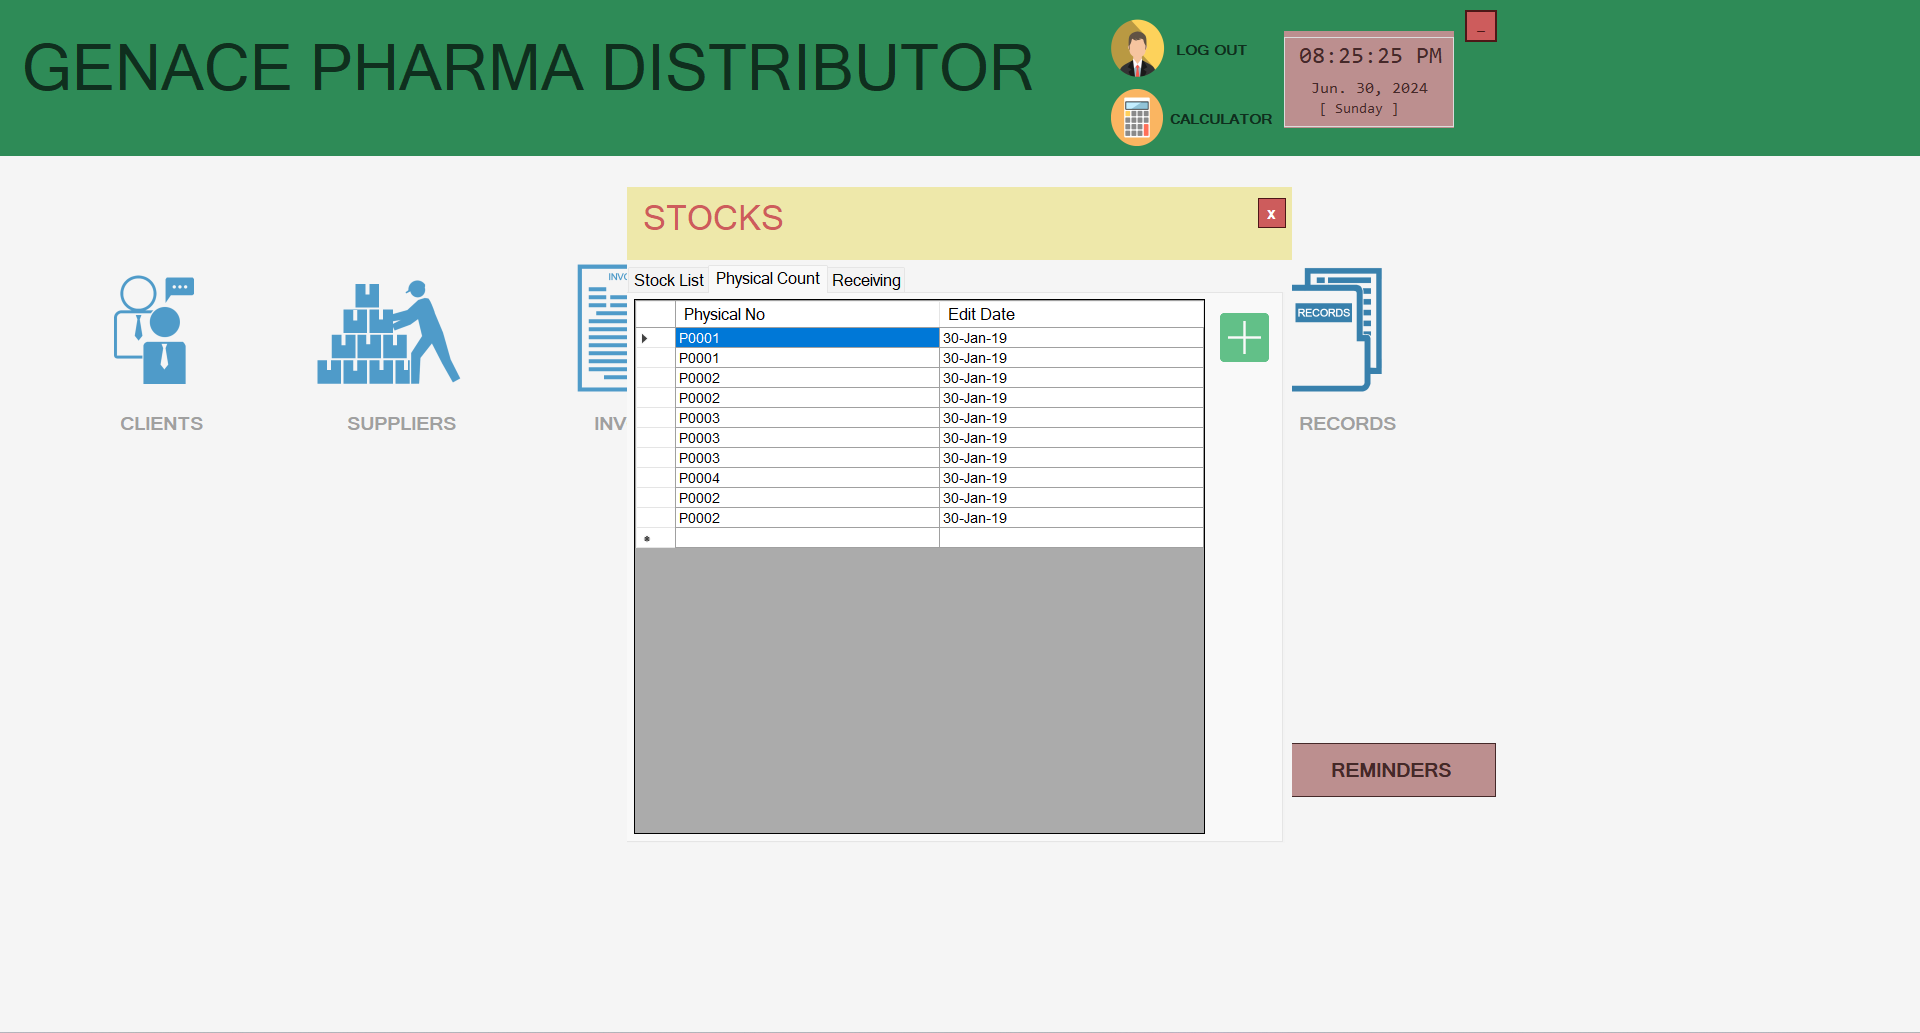 GENACE PHARMA DISTRIBUTOR
LOG OUT
CALCULATOR
08:25:25 PM
Jun. 30, 2024
[ Sunday ]
_
STOCKS
x
Stock List Physical Count Receiving
Physical No Edit Date
P0001 30-Jan-19
P0001 30-Jan-19
P0002 30-Jan-19
P0002 30-Jan-19
P0003 30-Jan-19
P0003 30-Jan-19
P0003 30-Jan-19
P0004 30-Jan-19
P0002 30-Jan-19
P0002 30-Jan-19
INVO
RECORDS
CLIENTS
SUPPLIERS
INV
RECORDS
REMINDERS